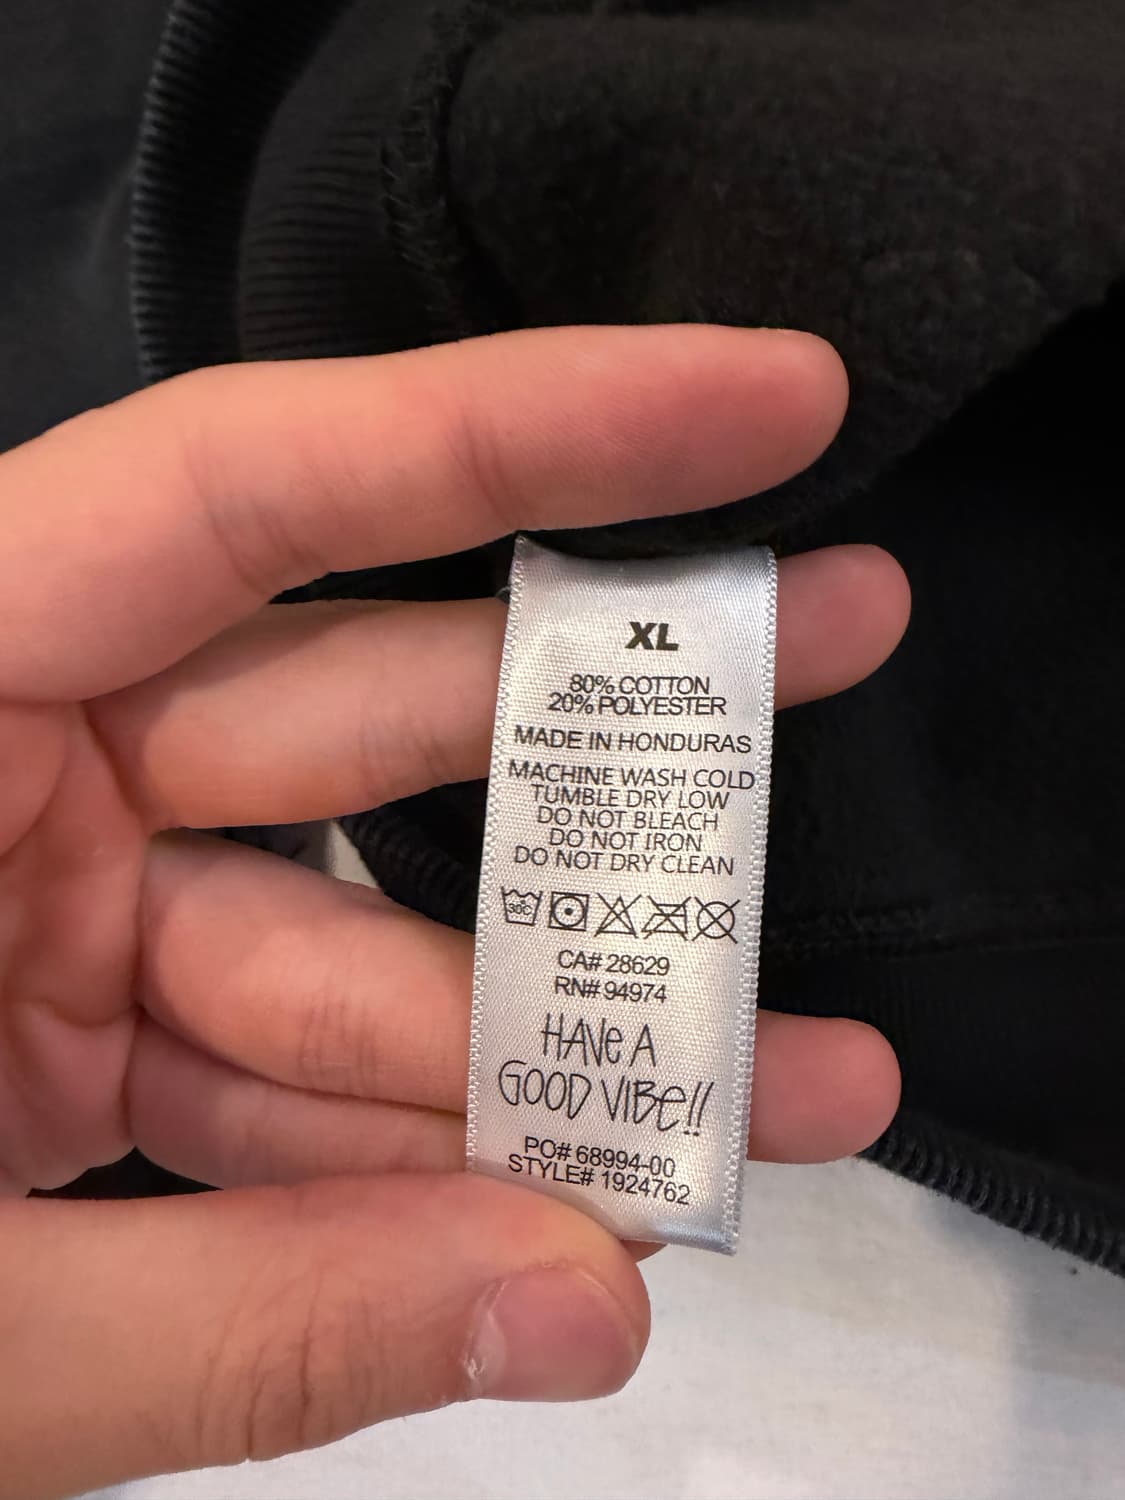 XL
80% COTTON
20% POLYESTER
MADE IN HONDURAS
MACHINE WASH COLD
TUMBLE DRY LOW
DO NOT BLEACH
DO NOT IRON
DO NOT DRY CLEAN
30C
CA# 28629
RN# 94974
HAVe A
GOOD VIBe!!
PO# 68994-00
STYLE# 1924762